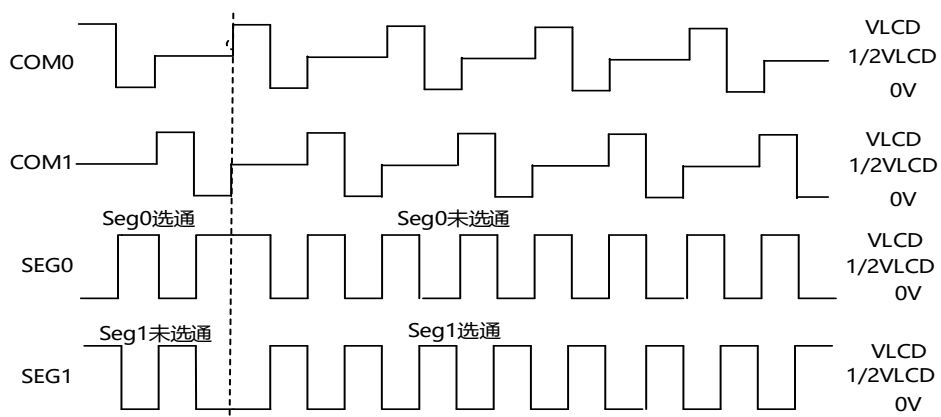 VLCD
COM0
1/2VLCD
0V
COM1
VLCD
1/2VLCD
0V
Seg0选通
Seg0未选通
VLCD
SEG0
1/2VLCD
0V
Seg1未选通
Seg1选通
VLCD
SEG1
1/2VLCD
0V